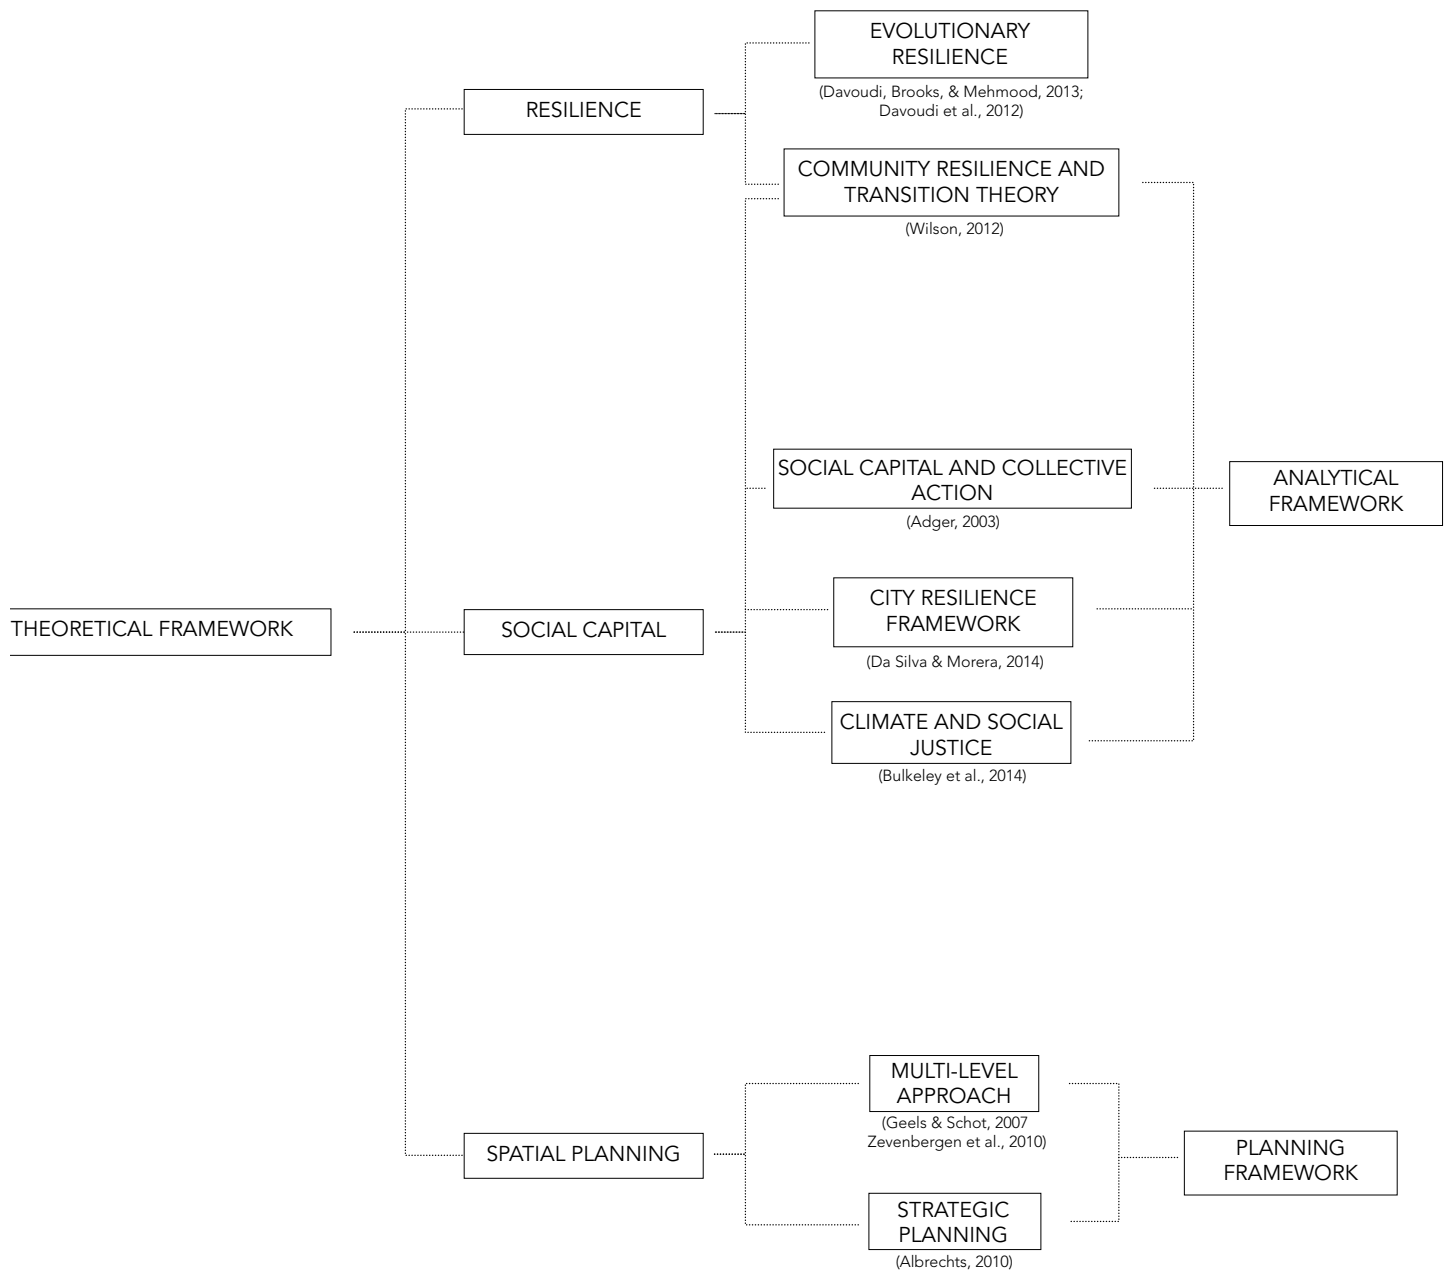 EVOLUTIONARY
RESILIENCE
(Davoudi, Brooks, & Mehmood, 2013;
Davoudi et al., 2012)
RESILIENCE
COMMUNITY RESILIENCE AND
TRANSITION THEORY
(Wilson, 2012)
SOCIAL CAPITAL AND COLLECTIVE
ACTION
(Adger, 2003)
ANALYTICAL
FRAMEWORK
CITY RESILIENCE
FRAMEWORK
(Da Silva & Morera, 2014)
THEORETICAL FRAMEWORK
SOCIAL CAPITAL
CLIMATE AND SOCIAL
JUSTICE
(Bulkeley et al., 2014)
MULTI-LEVEL
APPROACH
(Geels & Schot, 2007
Zevenbergen et al., 2010)
SPATIAL PLANNING
PLANNING
FRAMEWORK
STRATEGIC
PLANNING
(Albrechts, 2010)